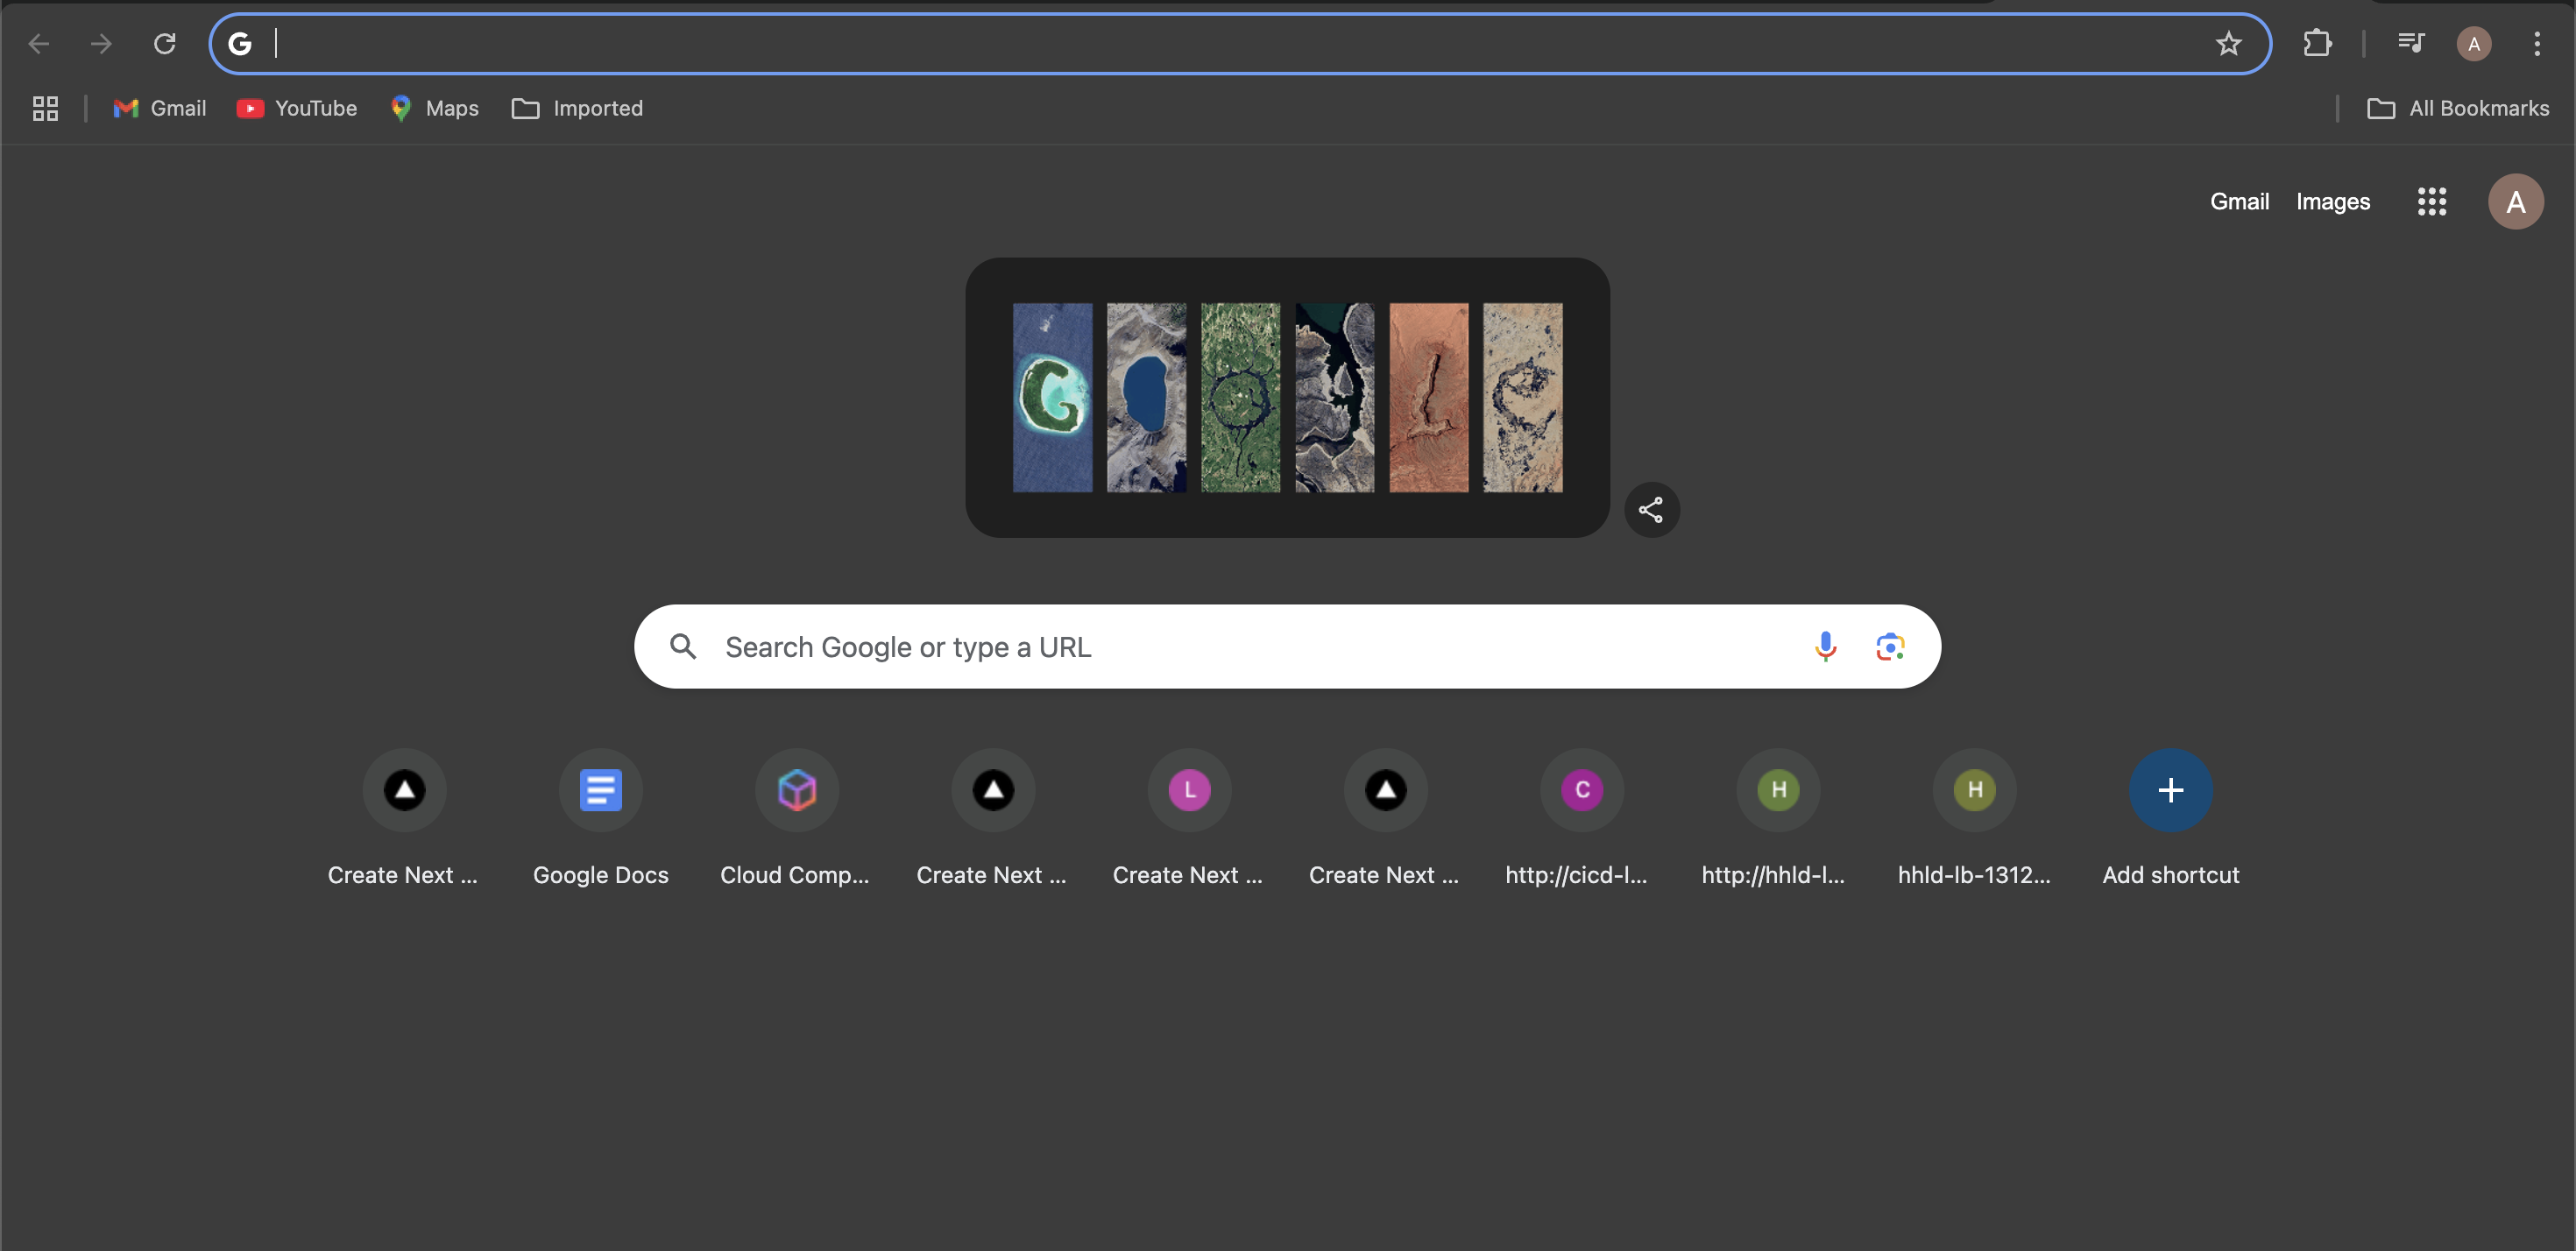 G
A
Gmail
YouTube
Maps
Imported
All Bookmarks
Gmail Images
A
Google
Search Google or type a URL
L
C
H
H
Create Next ...
Google Docs
Cloud Comp...
Create Next ...
Create Next ...
Create Next ...
http://cicd-l...
http://hhld-l...
hhld-lb-1312...
Add shortcut